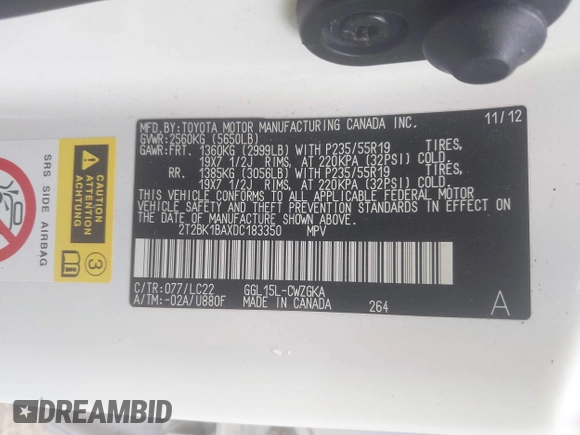 MFD.BY:TOYOTA MOTOR MANUFACTURING CANADA INC. 11/12
GVWR:2560KG (5650LB)
GAWR:FRT. 1360KG (2999LB) WITH P235/55R19 TIRES,
19X7 1/2J RIMS, AT 220KPA (32PSI) COLD.
RR. 1385KG (3056LB) WITH P235/55R19 TIRES,
19X7 1/2J RIMS, AT 220KPA (32PSI) COLD.
THIS VEHICLE CONFORMS TO ALL APPLICABLE FEDERAL MOTOR
VEHICLE SAFETY AND THEFT PREVENTION STANDARDS IN EFFECT ON
THE DATE OF MANUFACTURE SHOWN ABOVE.
2T2BK1BAXDC183350 MPV
C/TR:077/LC22 GGL15L-CWZGKA
A/TM:-02A/U880F MADE IN CANADA 264 A
SRS SIDE AIRBAG
CAUTION
ATTENTION
ACHTUNG
3
DREAMBID